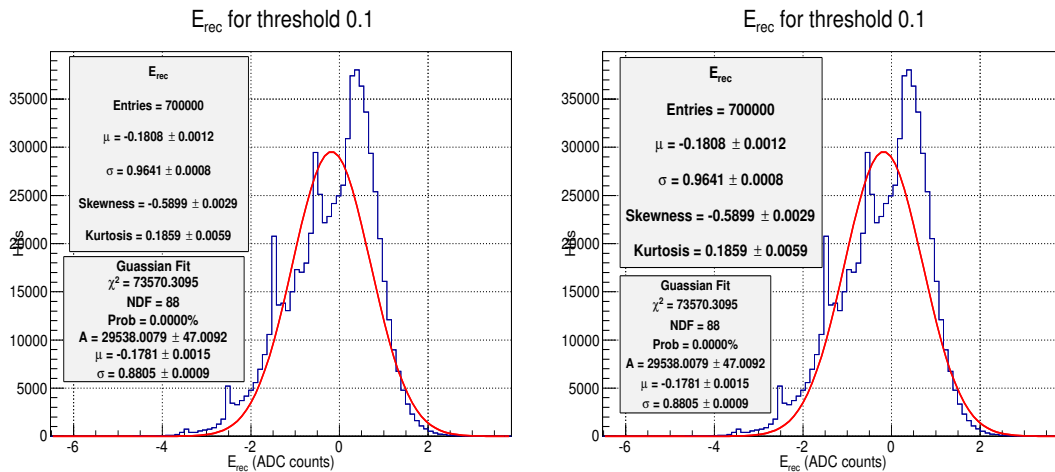 E_rec for threshold 0.1
E_rec
Entries = 700000
μ = -0.1808 ± 0.0012
σ = 0.9641 ± 0.0008
Skewness = -0.5899 ± 0.0029
Kurtosis = 0.1859 ± 0.0059
Guassian Fit
χ² = 73570.3095
NDF = 88
Prob = 0.0000%
A = 29538.0079 ± 47.0092
μ = -0.1781 ± 0.0015
σ = 0.8805 ± 0.0009
35000
30000
25000
20000
15000
10000
5000
0
-6
-4
-2
0
2
E_rec (ADC counts)
E_rec for threshold 0.1
E_rec
Entries = 700000
μ = -0.1808 ± 0.0012
σ = 0.9641 ± 0.0008
Skewness = -0.5899 ± 0.0029
Kurtosis = 0.1859 ± 0.0059
Guassian Fit
χ² = 73570.3095
NDF = 88
Prob = 0.0000%
A = 29538.0079 ± 47.0092
μ = -0.1781 ± 0.0015
σ = 0.8805 ± 0.0009
35000
30000
25000
20000
15000
10000
5000
0
-6
-4
-2
0
2
E_rec (ADC counts)